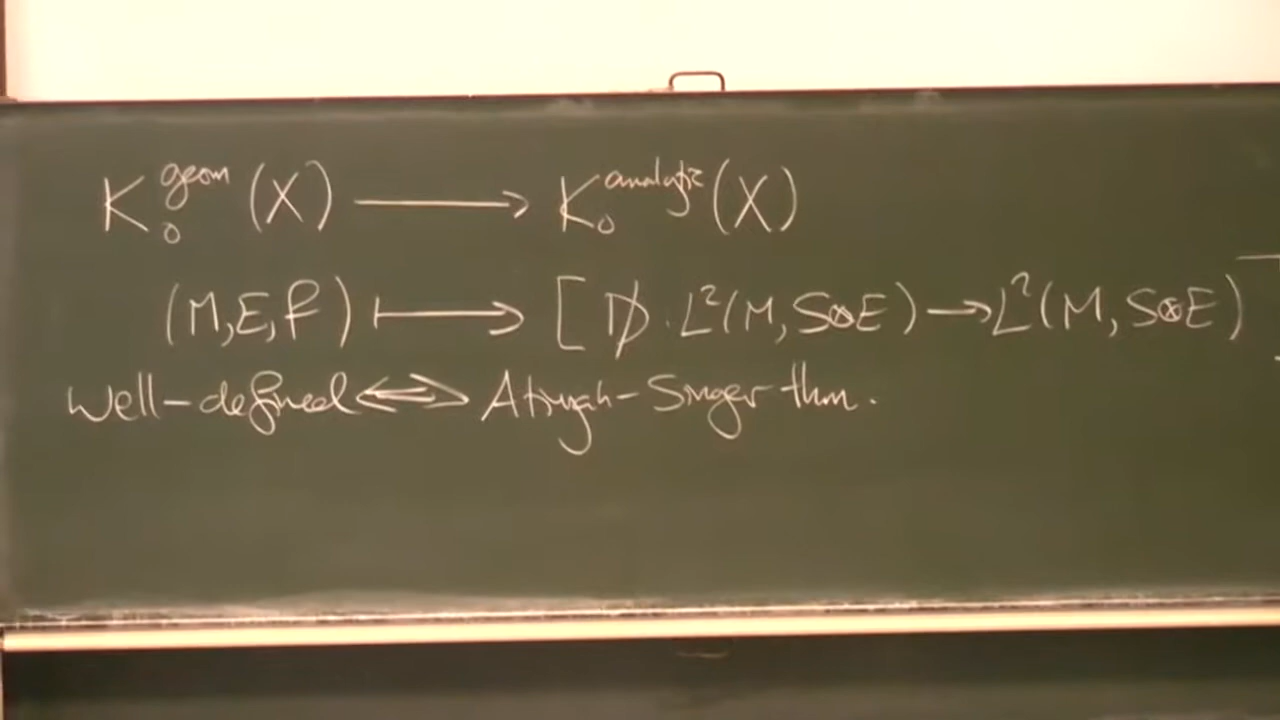 K₀^geom (X) ⟶ K₀^analytic (X)
(M,E,f) ⟼ [ D̸ : L²(M,S⊗E) → L²(M,S⊗E)
Well-defined ⟺ Atiyah-Singer thm.